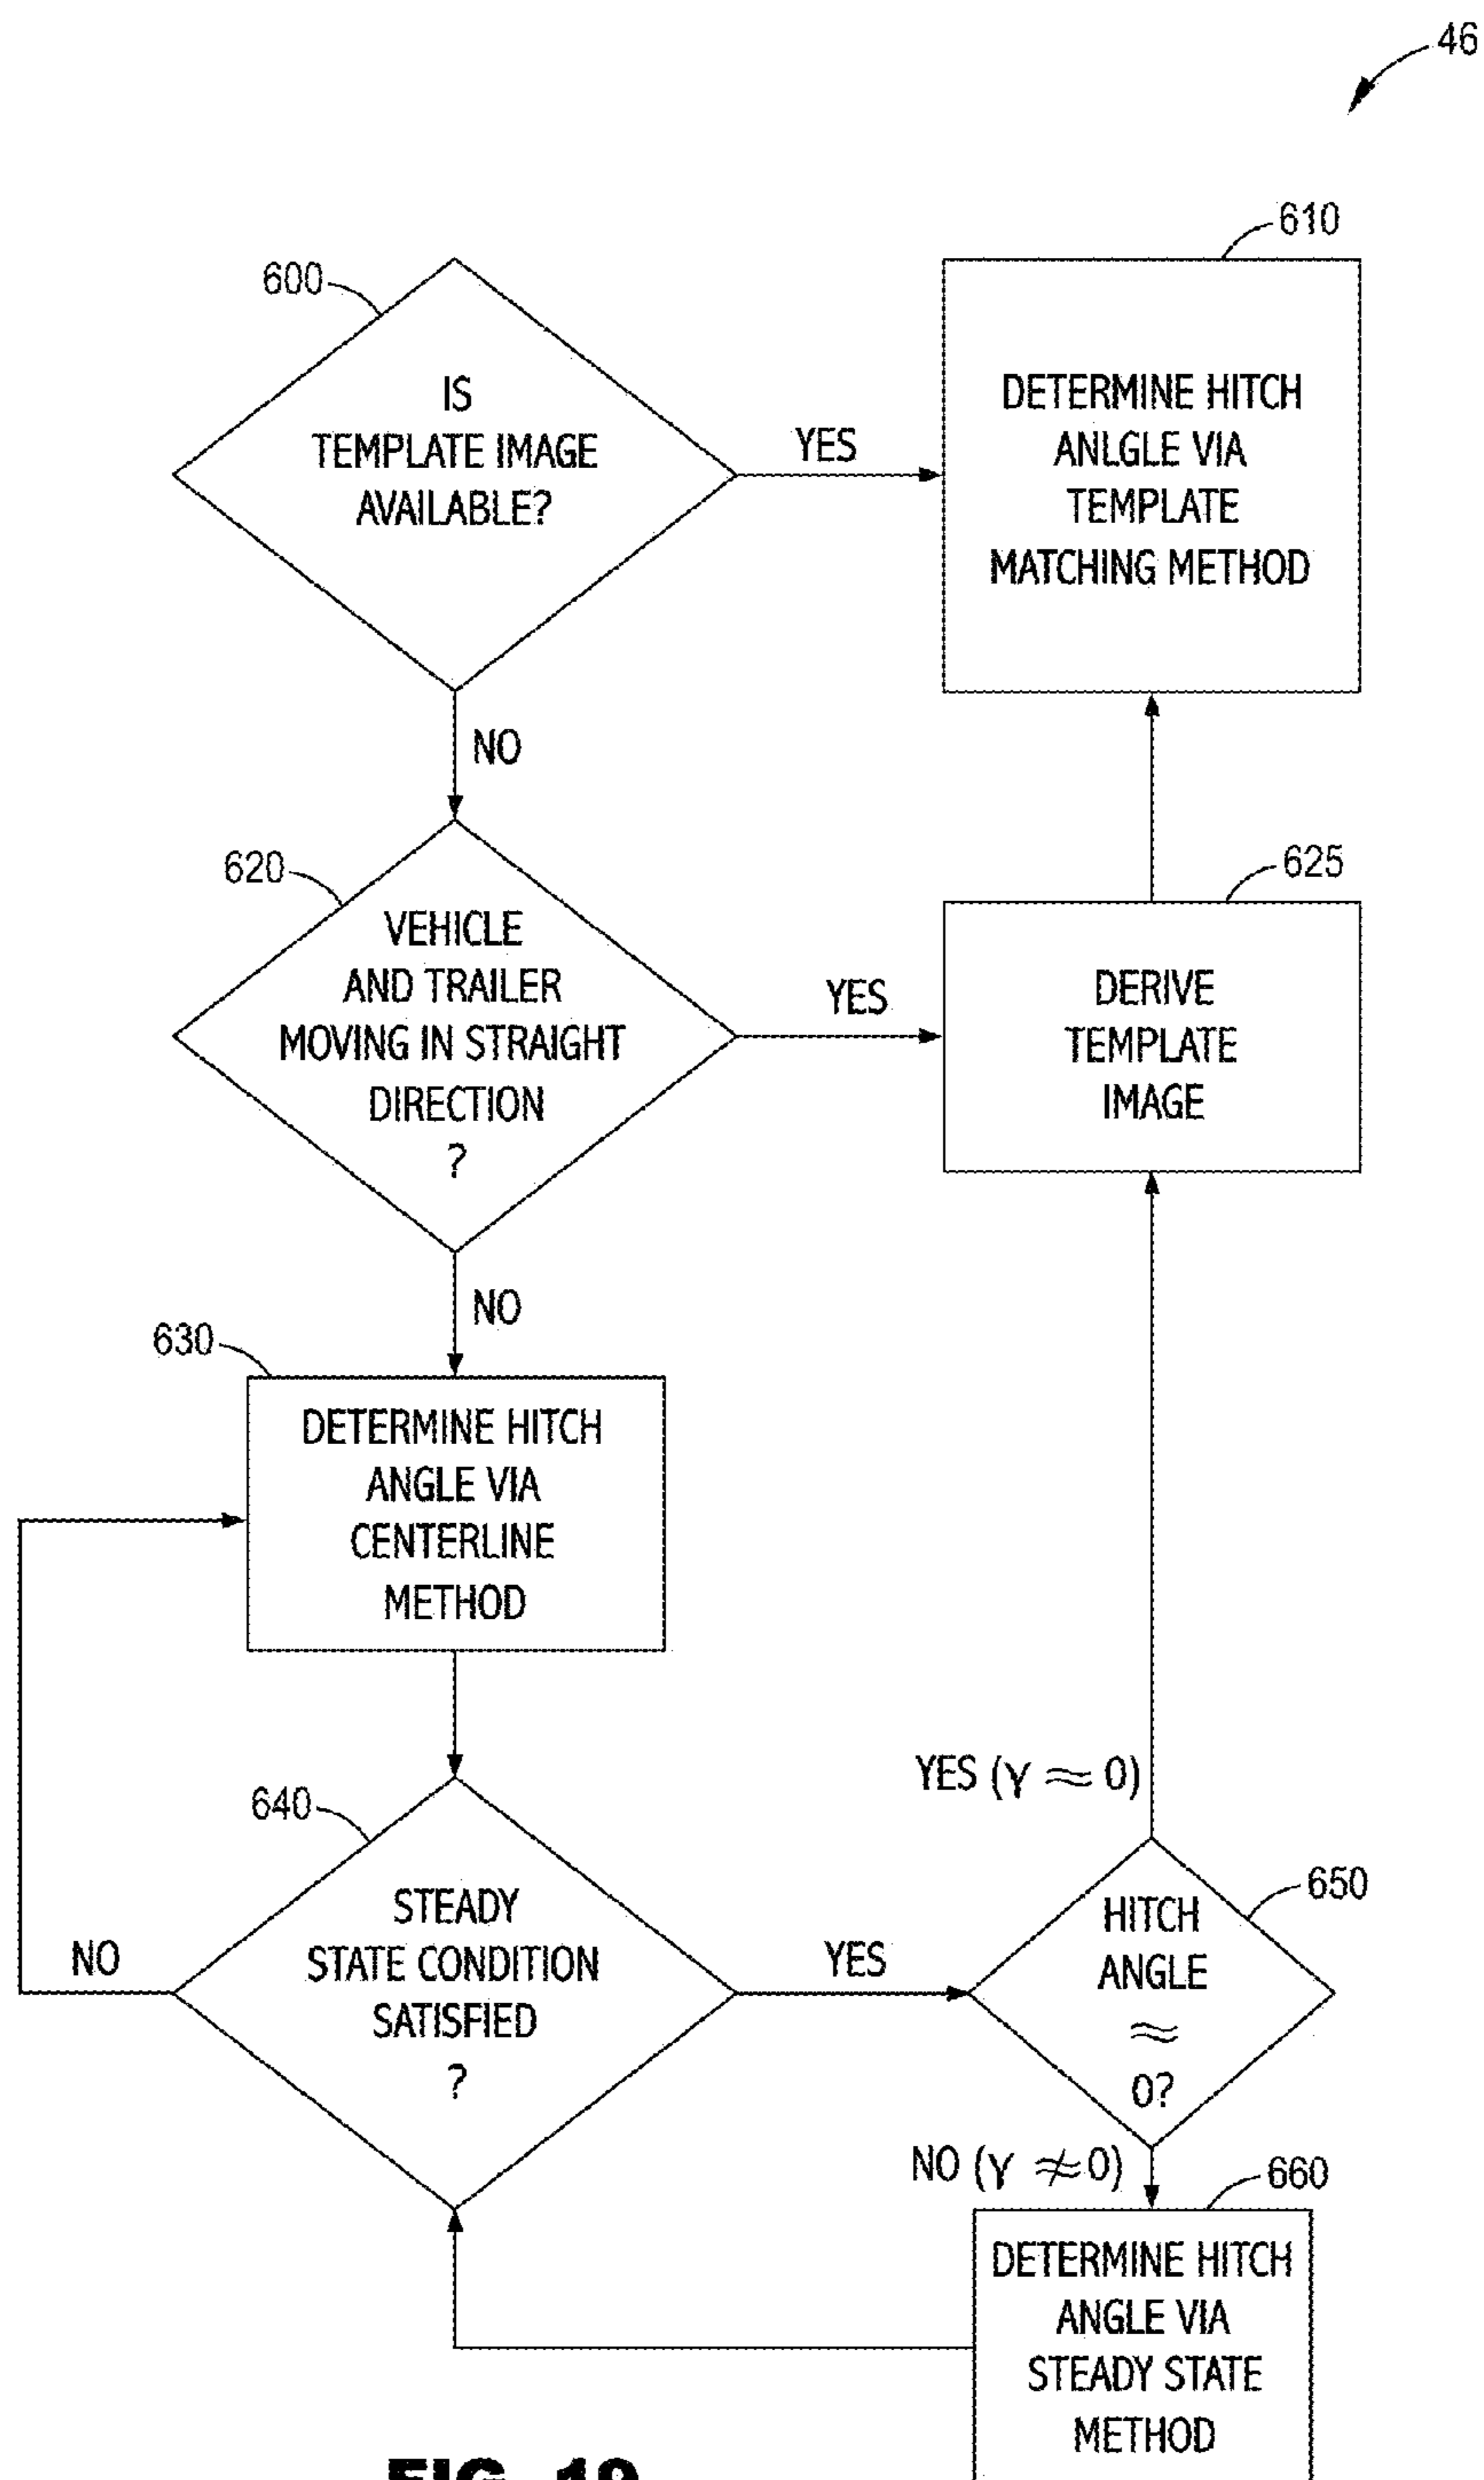 46
600
IS
TEMPLATE IMAGE
AVAILABLE?
YES
610
DETERMINE HITCH
ANLGLE VIA
TEMPLATE
MATCHING METHOD
NO
620
VEHICLE
AND TRAILER
MOVING IN STRAIGHT
DIRECTION
?
YES
625
DERIVE
TEMPLATE
IMAGE
NO
630
DETERMINE HITCH
ANGLE VIA
CENTERLINE
METHOD
640
STEADY
STATE CONDITION
SATISFIED
?
NO
YES
YES (γ ≈ 0)
650
HITCH
ANGLE
≈
0?
NO (γ ≉ 0)
660
DETERMINE HITCH
ANGLE VIA
STEADY STATE
METHOD
FIG.